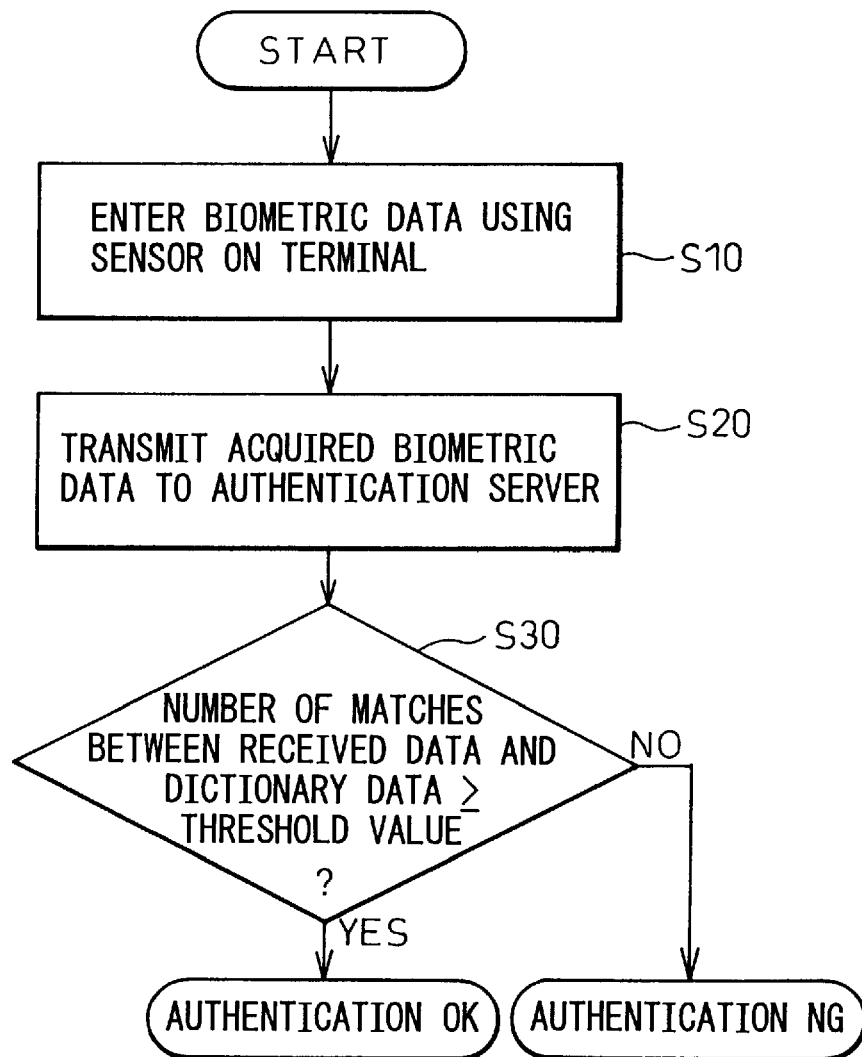 START
ENTER BIOMETRIC DATA USING
SENSOR ON TERMINAL
S10
TRANSMIT ACQUIRED BIOMETRIC
DATA TO AUTHENTICATION SERVER
S20
S30
NUMBER OF MATCHES
BETWEEN RECEIVED DATA AND
DICTIONARY DATA ≥
THRESHOLD VALUE
?
NO
YES
AUTHENTICATION OK
AUTHENTICATION NG